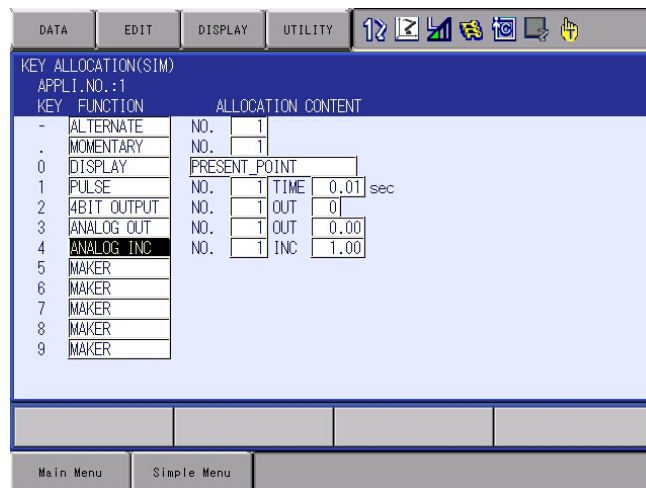 DATA EDIT DISPLAY UTILITY
KEY ALLOCATION(SIM)
APPLI.NO.:1
KEY FUNCTION ALLOCATION CONTENT
- ALTERNATE NO. 1
. MOMENTARY NO. 1
0 DISPLAY PRESENT_POINT
1 PULSE NO. 1 TIME 0.01 sec
2 4BIT OUTPUT NO. 1 OUT 0
3 ANALOG OUT NO. 1 OUT 0.00
4 ANALOG INC NO. 1 INC 1.00
5 MAKER
6 MAKER
7 MAKER
8 MAKER
9 MAKER
Main Menu Simple Menu